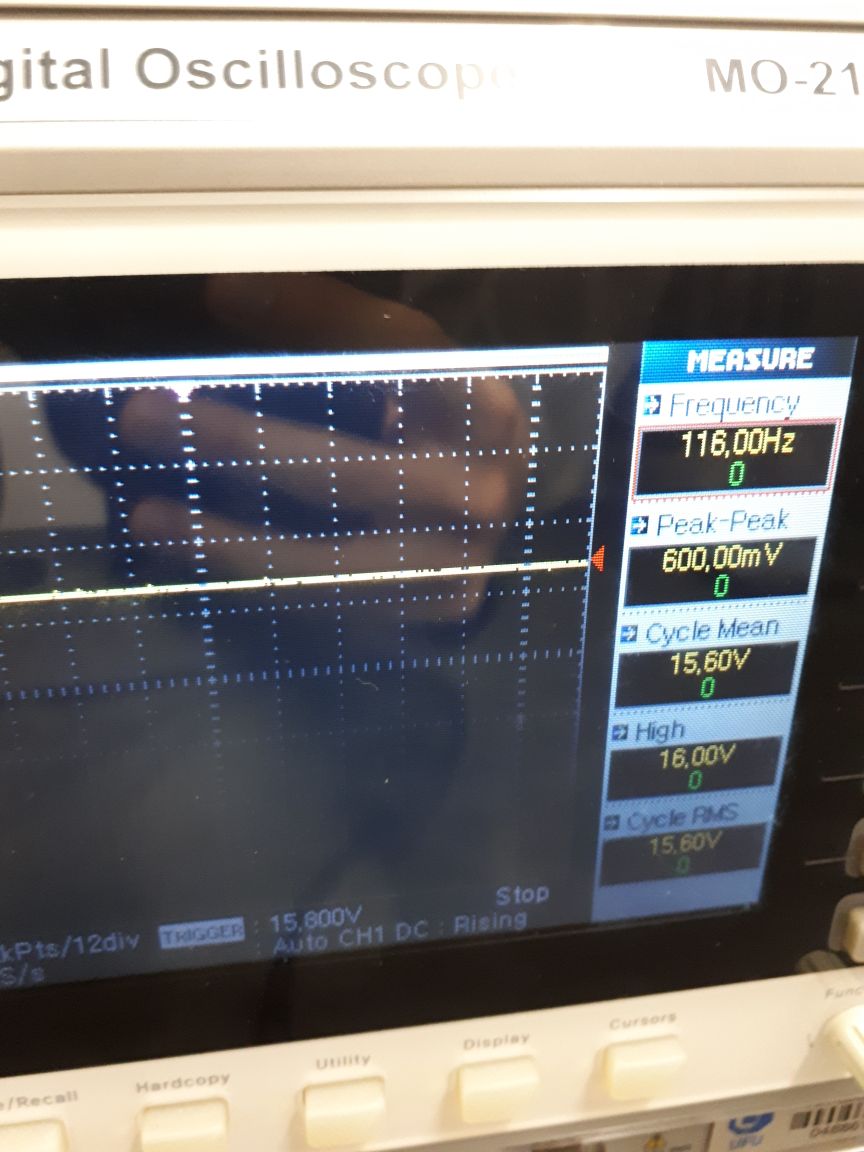 gital Oscilloscope
MO-21
MEASURE
Frequency
116,00Hz
0
Peak-Peak
600,00mV
0
Cycle Mean
15,60V
0
High
16,00V
0
Cycle RMS
15,60V
0
Stop
kPts/12div TRIGGER : 15,800V
S/s : Auto CH1 DC : Rising
Cursors
Display
Utility
Hardcopy
e/Recall
Func
UFU